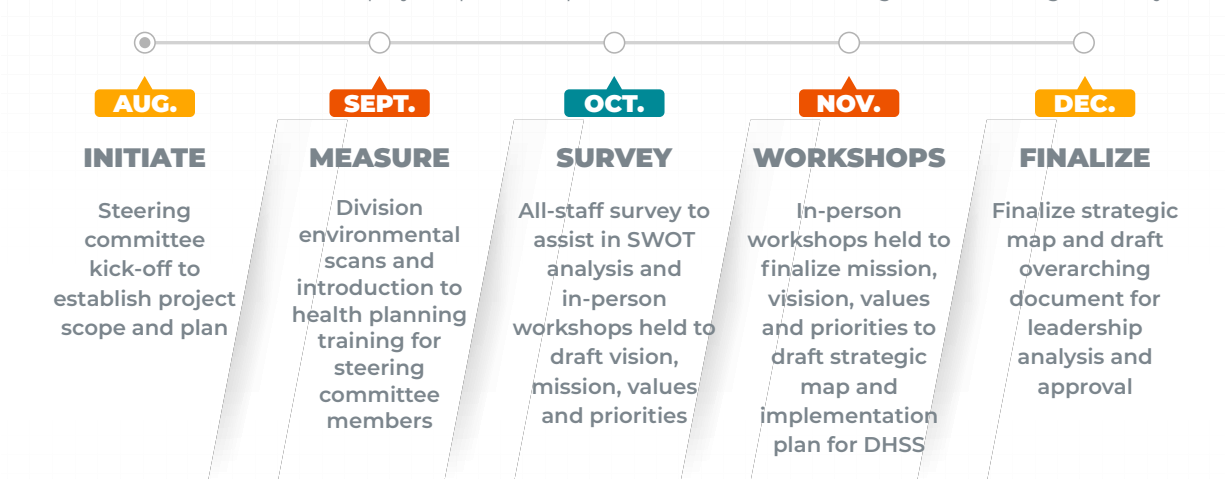 AUG.
INITIATE
Steering
committee
kick-off to
establish project
scope and plan
SEPT.
MEASURE
Division
environmental
scans and
introduction to
health planning
training for
steering
committee
members
OCT.
SURVEY
All-staff survey to
assist in SWOT
analysis and
in-person
workshops held to
draft vision,
mission, values
and priorities
NOV.
WORKSHOPS
In-person
workshops held to
finalize mission,
visision, values
and priorities to
draft strategic
map and
implementation
plan for DHSS
DEC.
FINALIZE
Finalize strategic
map and draft
overarching
document for
leadership
analysis and
approval